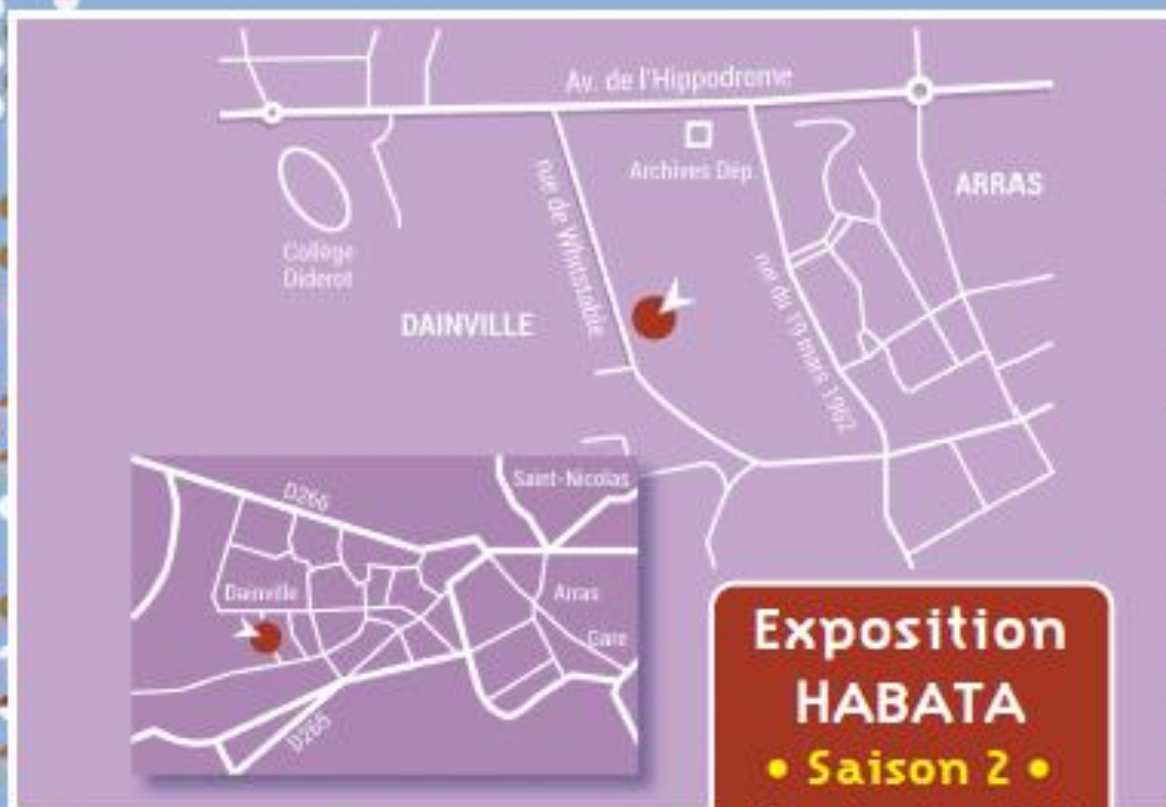 Av. de l'Hippodrome
Archives Dép.
ARRAS
rue de Whitstable
Collège
Diderot
rue du 19 mars 1962
DAINVILLE
Saint-Nicolas
D266
Dainville
Arras
Gare
D265
Exposition
HABATA
• Saison 2 •